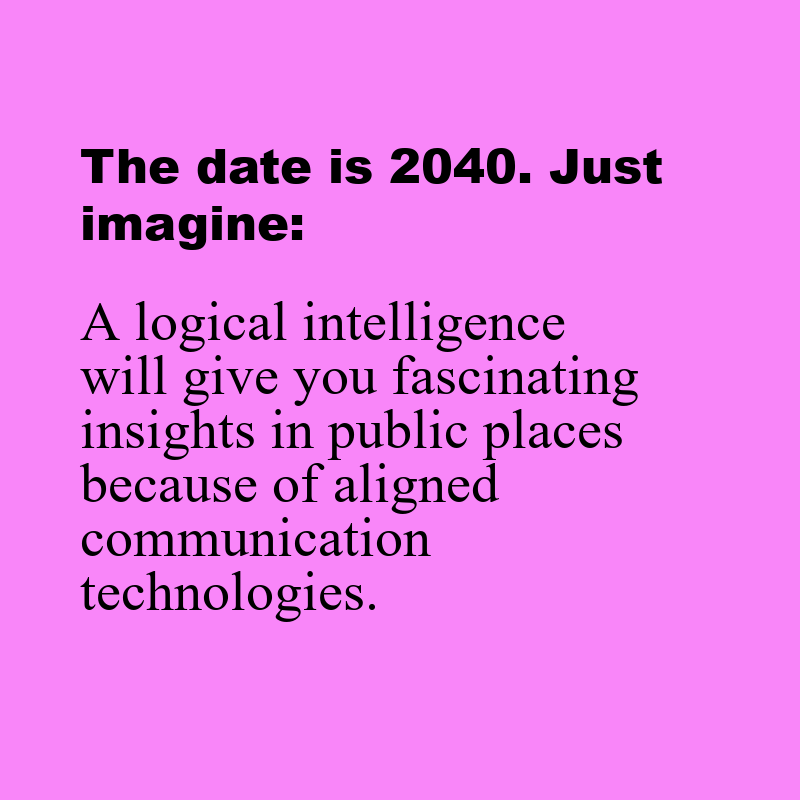 The date is 2040. Just
imagine:
A logical intelligence
will give you fascinating
insights in public places
because of aligned
communication
technologies.